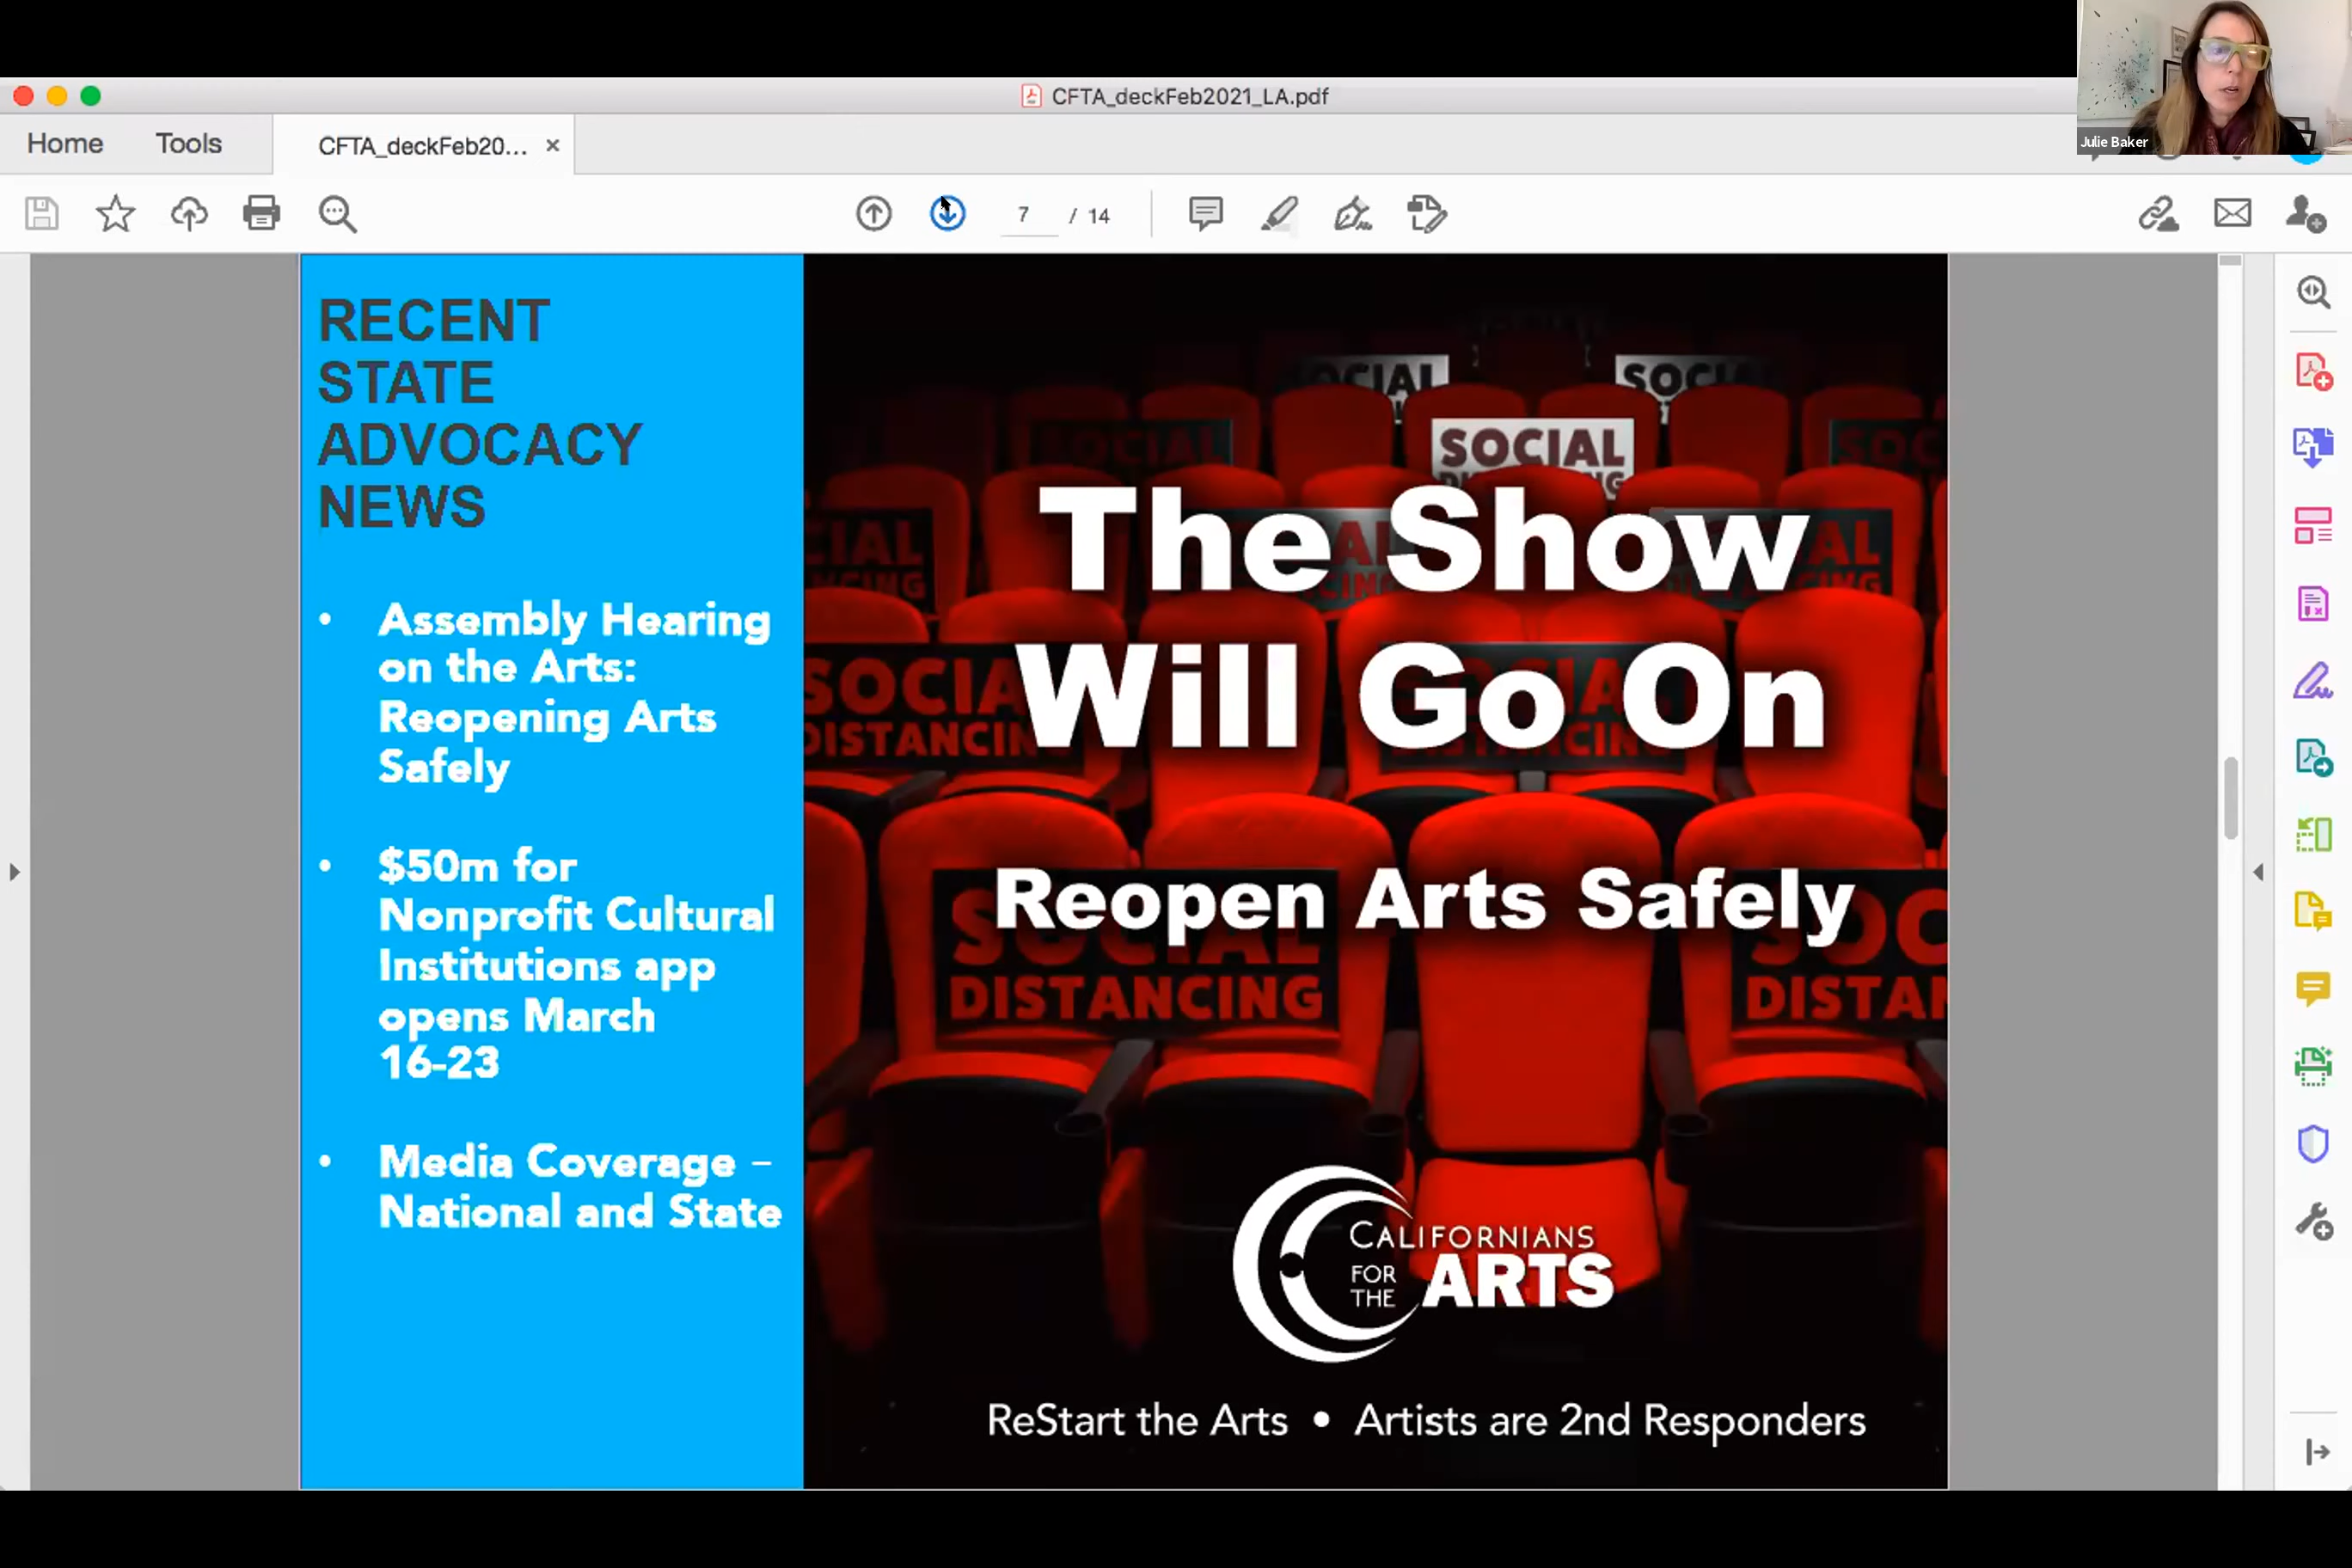 CFTA_deckFeb2021_LA.pdf
Julie Baker
Home Tools CFTA_deckFeb20... ×
7 / 14
RECENT
STATE
ADVOCACY
NEWS
• Assembly Hearing
on the Arts:
Reopening Arts
Safely
• $50m for
Nonprofit Cultural
Institutions app
opens March
16-23
• Media Coverage –
National and State
SOCIAL
The Show
Will Go On
Reopen Arts Safely
SOCIAL
DISTANCING
CALIFORNIANS
FOR
THE ARTS
ReStart the Arts • Artists are 2nd Responders